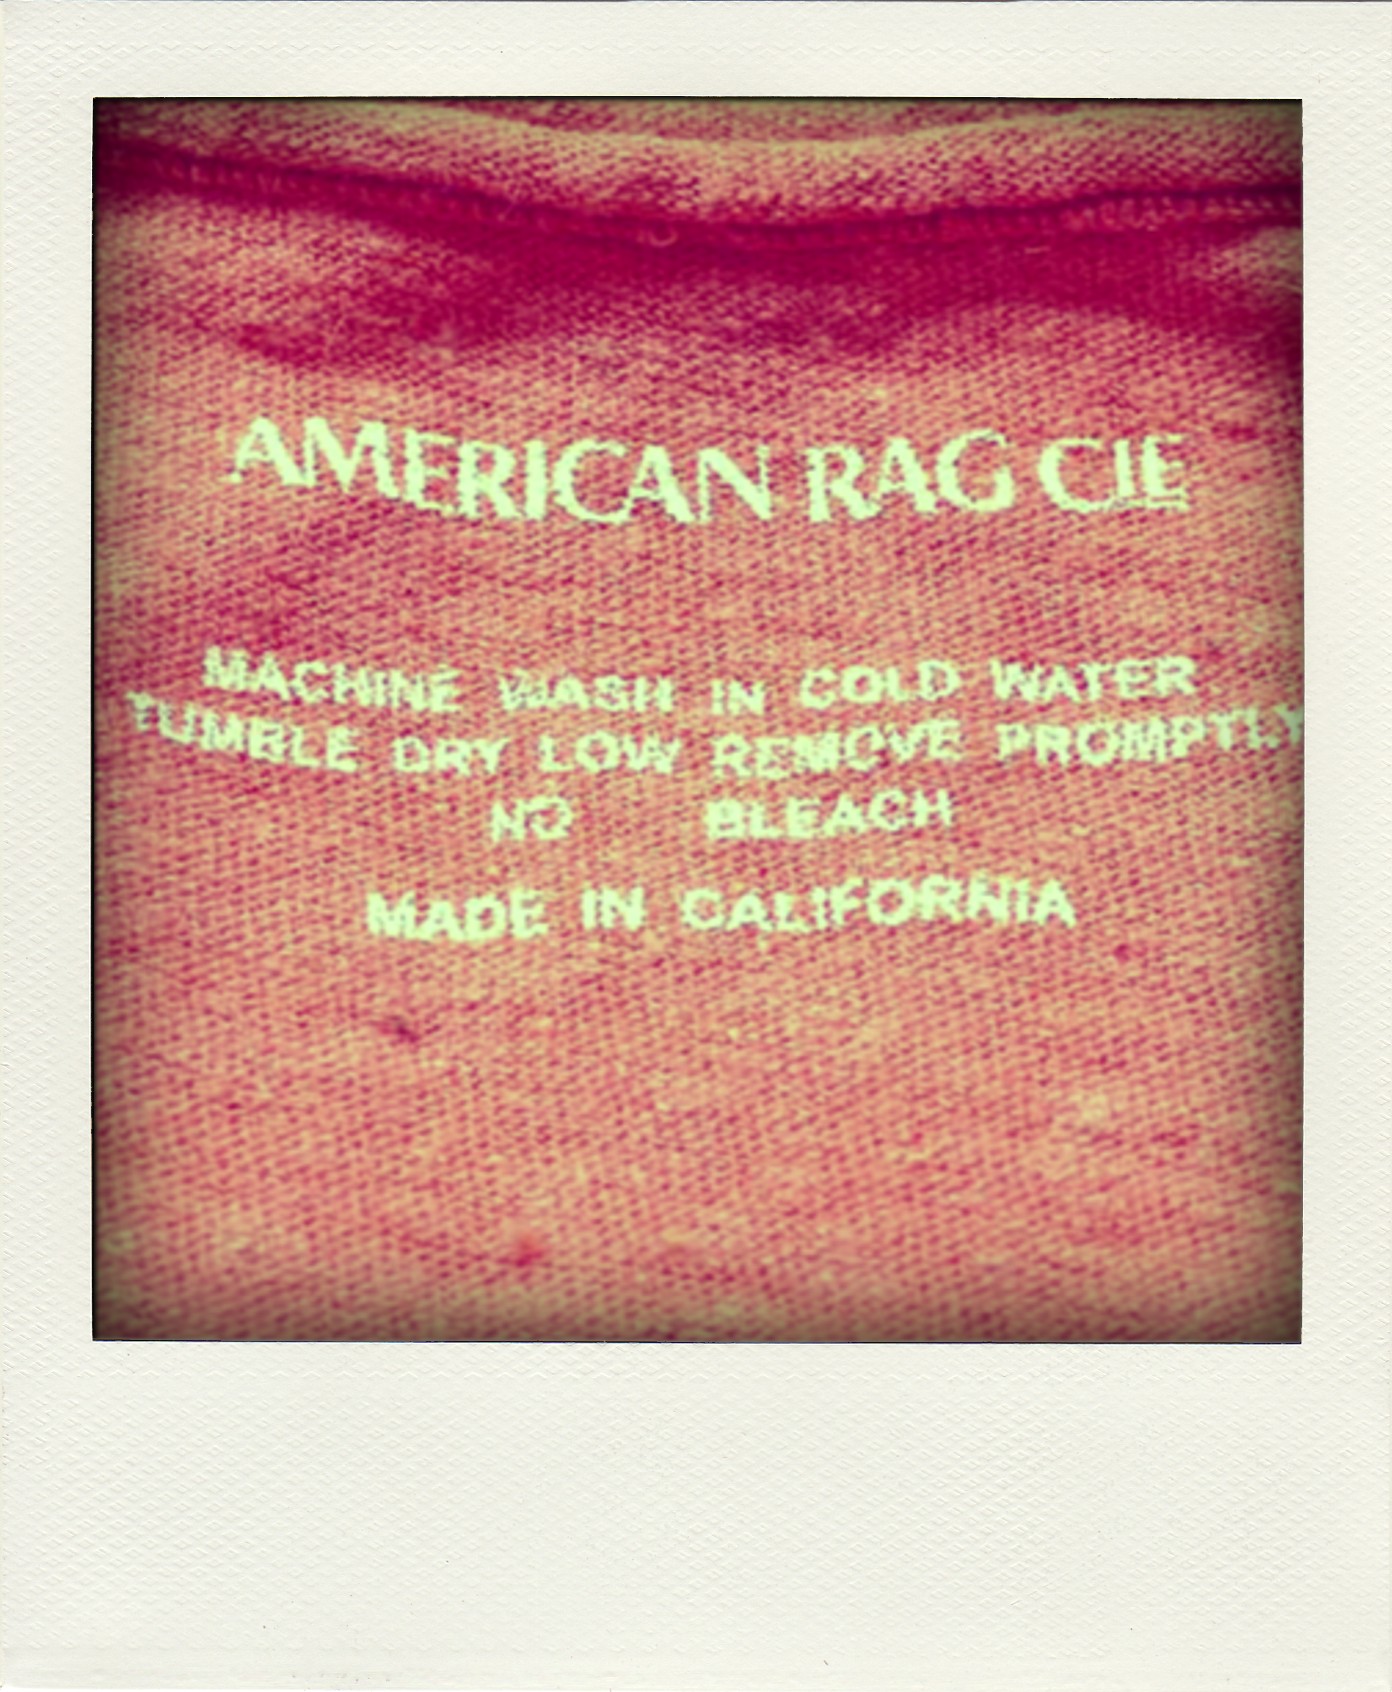 AMERICAN RAG CIE
MACHINE WASH IN COLD WATER
TUMBLE DRY LOW REMOVE PROMPTLY
NO BLEACH
MADE IN CALIFORNIA